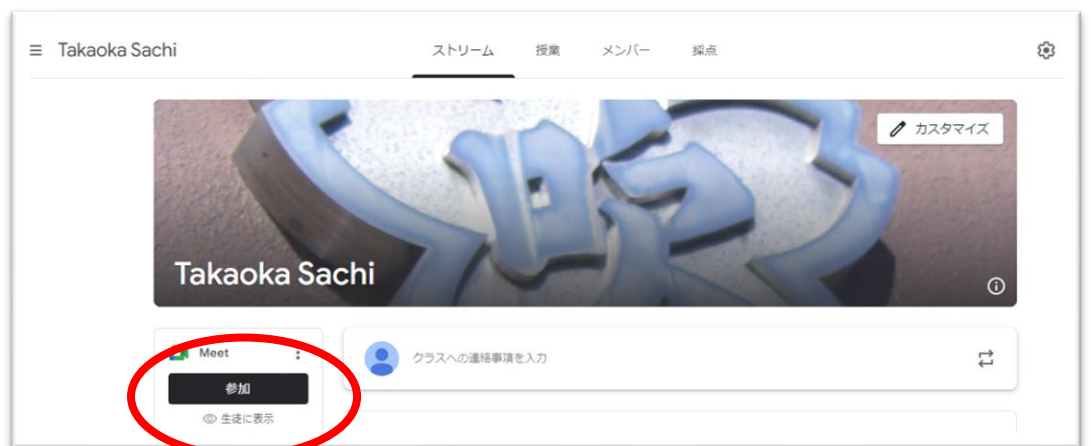 Takaoka Sachi
ストリーム 授業 メンバー 採点
カスタマイズ
Takaoka Sachi
Meet
クラスへの連絡事項を入力
参加
生徒に表示